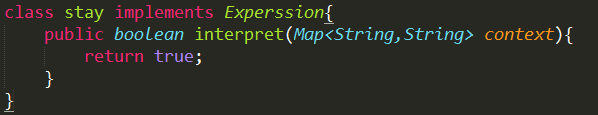 class stay implements Experssion{
    public boolean interpret(Map<String,String> context){
        return true;
    }
}